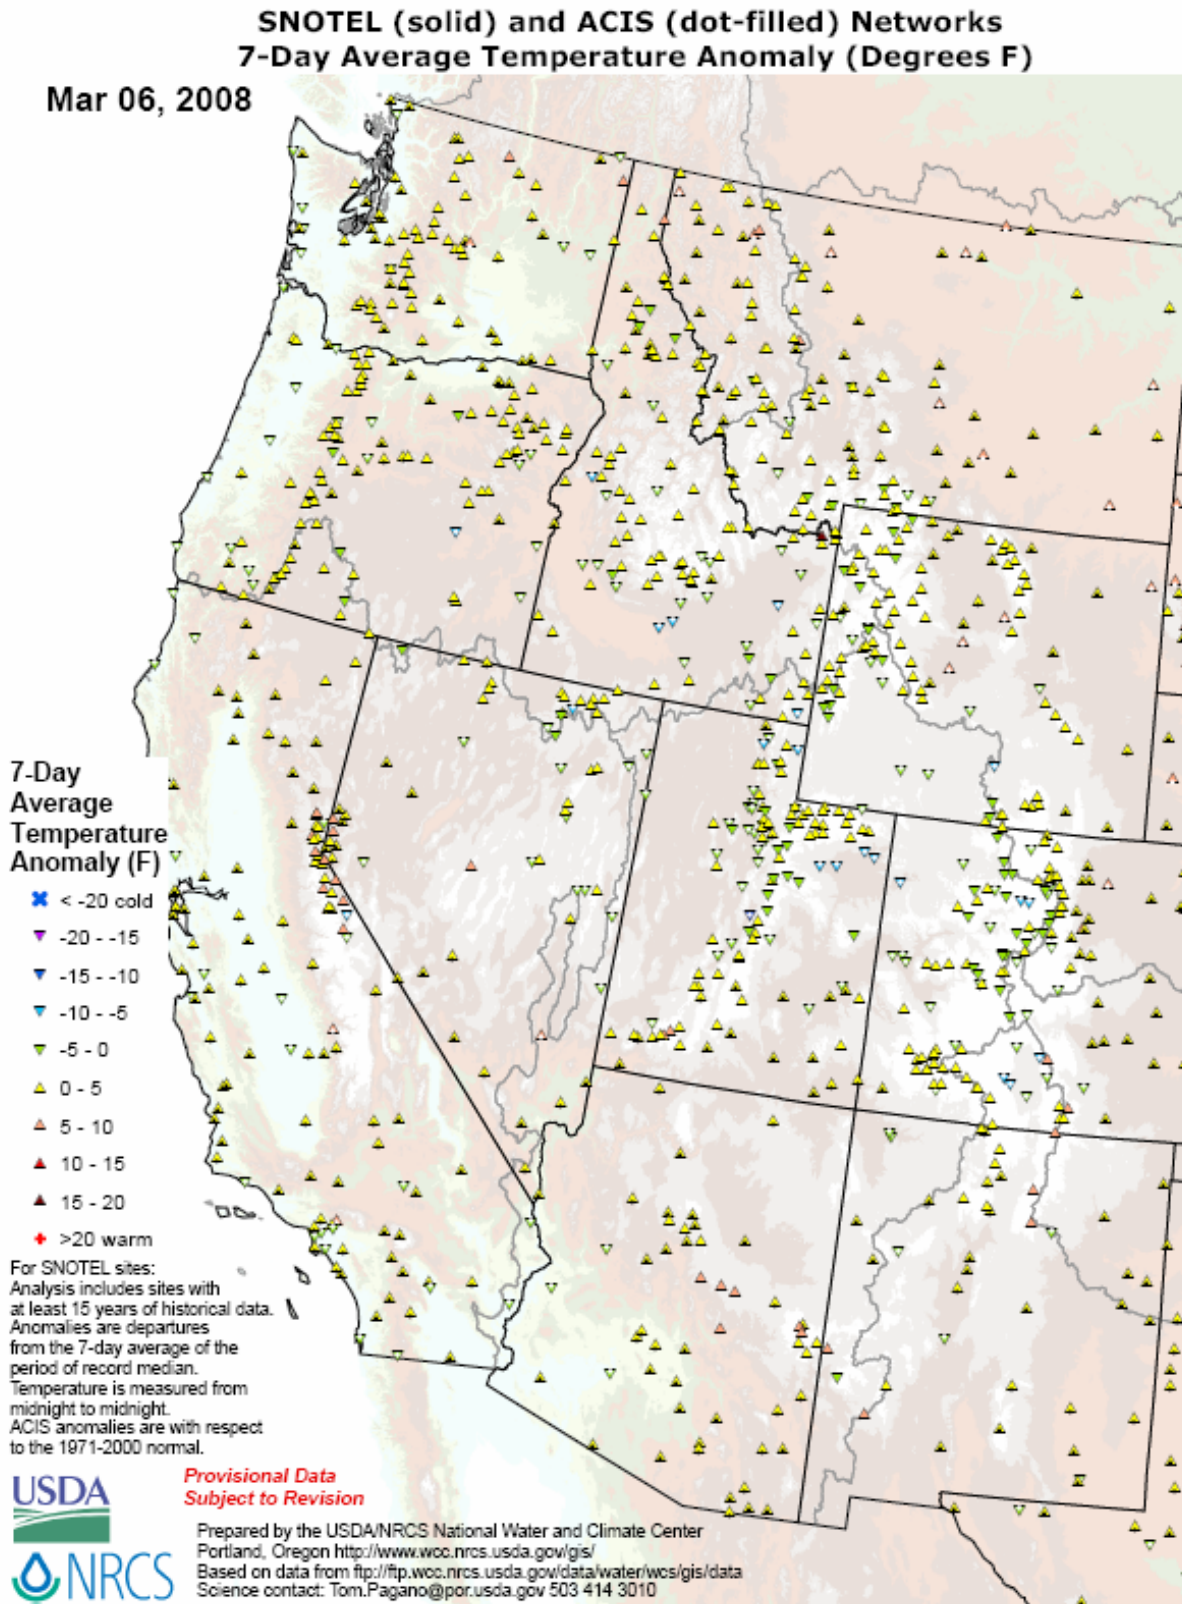 SNOTEL (solid) and ACIS (dot-filled) Networks
7-Day Average Temperature Anomaly (Degrees F)
Mar 06, 2008
7-Day
Average
Temperature
Anomaly (F)
< -20 cold
-20 - -15
-15 - -10
-10 - -5
-5 - 0
0 - 5
5 - 10
10 - 15
15 - 20
>20 warm
For SNOTEL sites:
Analysis includes sites with
at least 15 years of historical data.
Anomalies are departures
from the 7-day average of the
period of record median.
Temperature is measured from
midnight to midnight.
ACIS anomalies are with respect
to the 1971-2000 normal.
USDA
NRCS
Provisional Data
Subject to Revision
Prepared by the USDA/NRCS National Water and Climate Center
Portland, Oregon http://www.wcc.nrcs.usda.gov/gis/
Based on data from ftp://ftp.wcc.nrcs.usda.gov/data/water/wcs/gis/data
Science contact: Tom.Pagano@por.usda.gov 503 414 3010